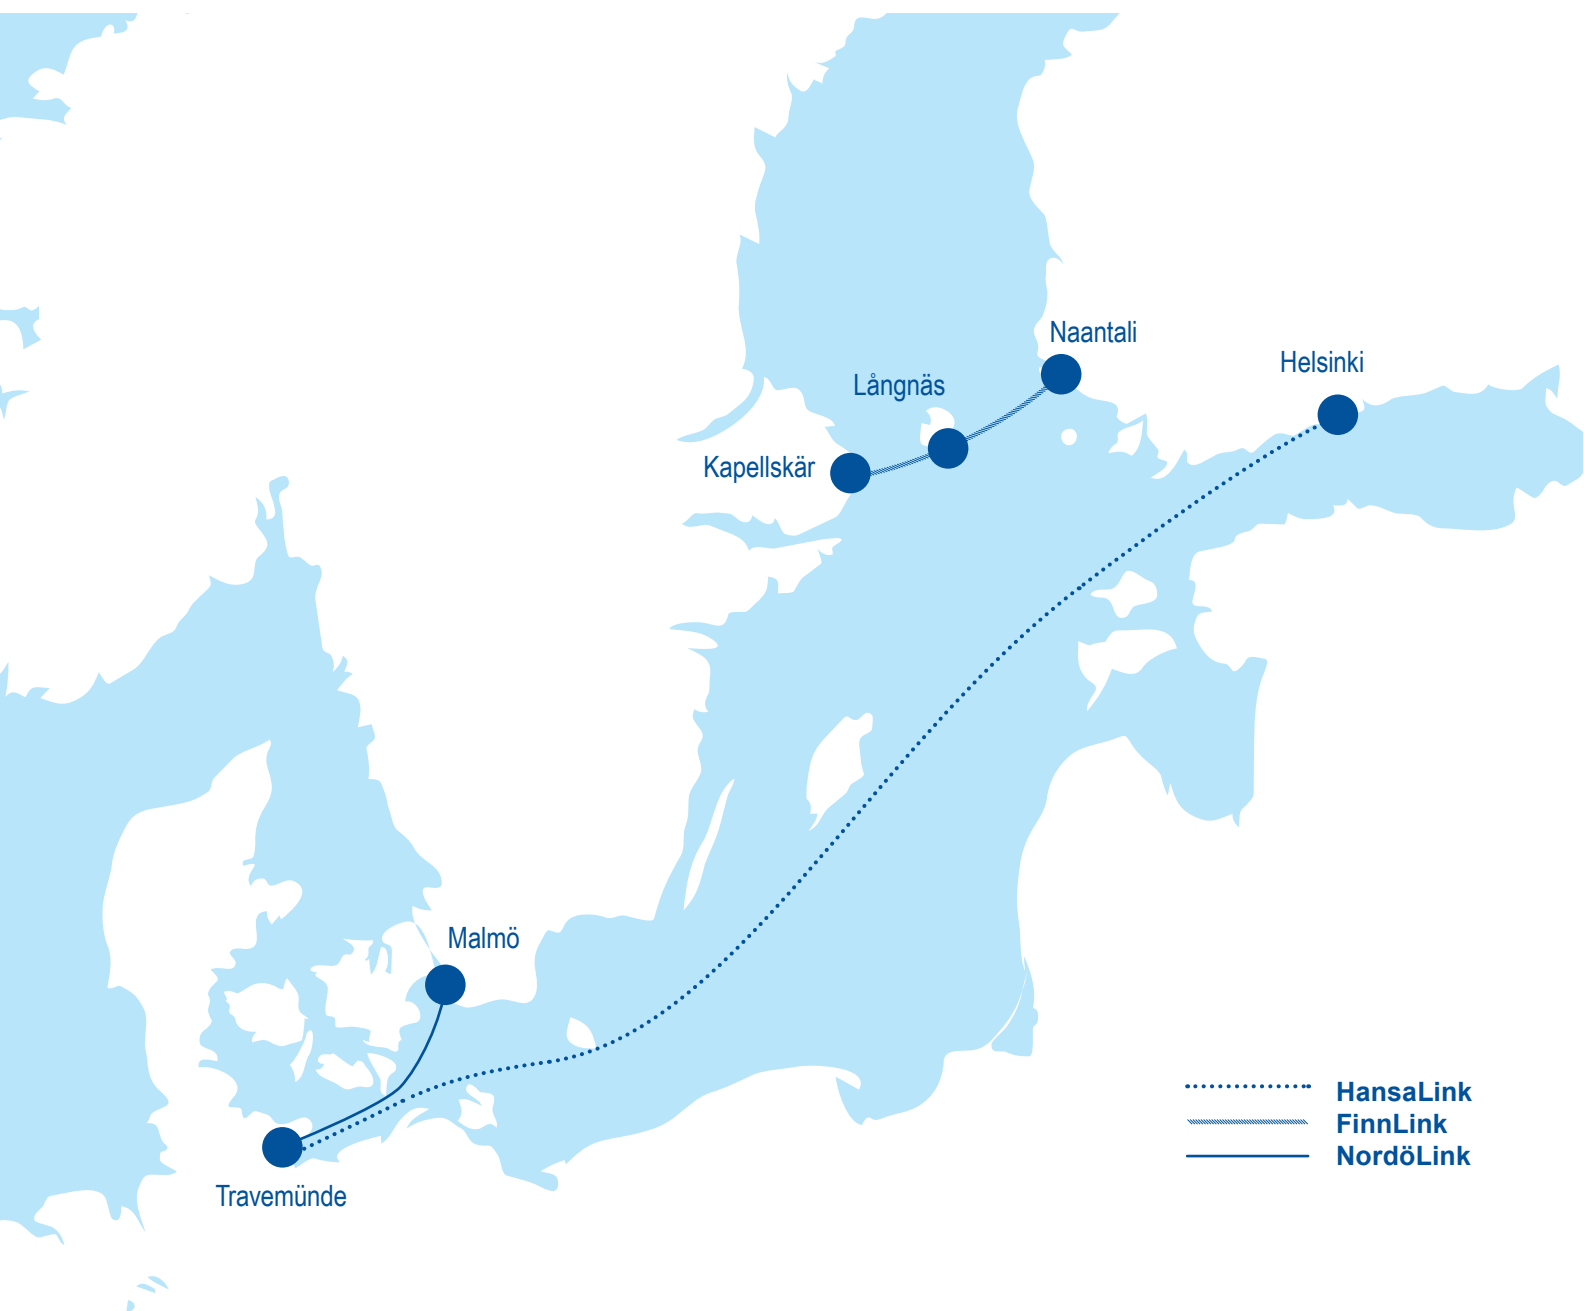 Naantali
Helsinki
Långnäs
Kapellskär
Malmö
HansaLink
FinnLink
NordöLink
Travemünde